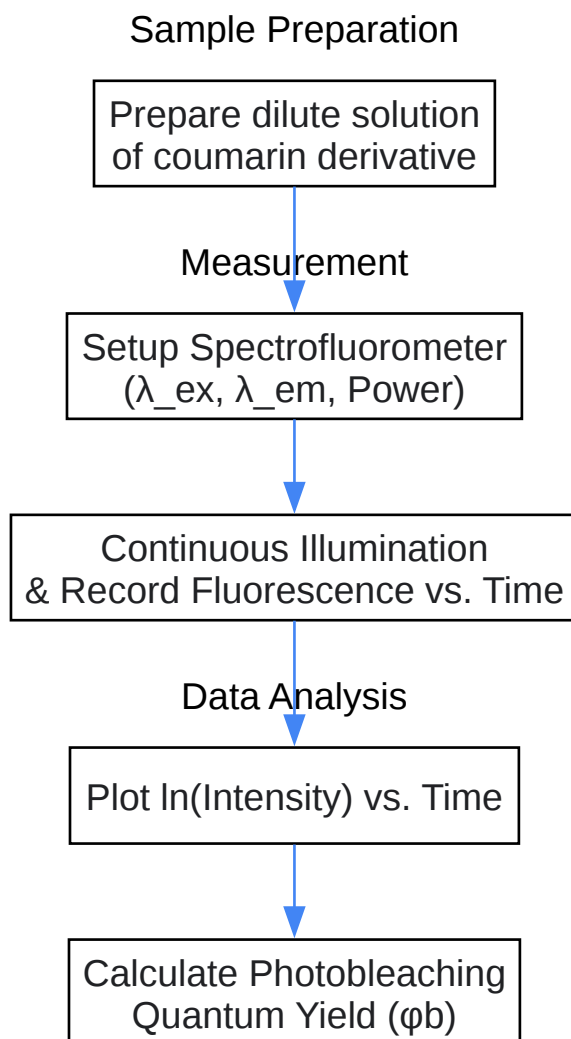 Sample Preparation
Prepare dilute solution
of coumarin derivative
Measurement
Setup Spectrofluorometer
(λ_ex, λ_em, Power)
Continuous Illumination
& Record Fluorescence vs. Time
Data Analysis
Plot ln(Intensity) vs. Time
Calculate Photobleaching
Quantum Yield (φb)